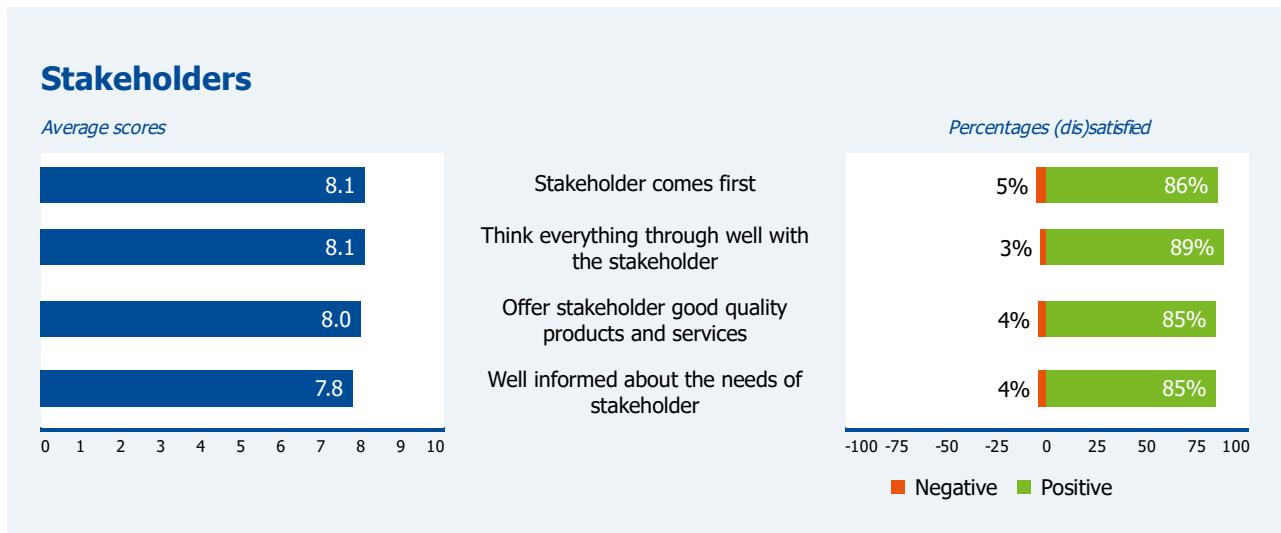 Stakeholders
Average scores
Percentages (dis)satisfied
8.1
Stakeholder comes first
5%
86%
8.1
Think everything through well with
the stakeholder
3%
89%
8.0
Offer stakeholder good quality
products and services
4%
85%
7.8
Well informed about the needs of
stakeholder
4%
85%
0 1 2 3 4 5 6 7 8 9 10
-100 -75 -50 -25 0 25 50 75 100
Negative Positive